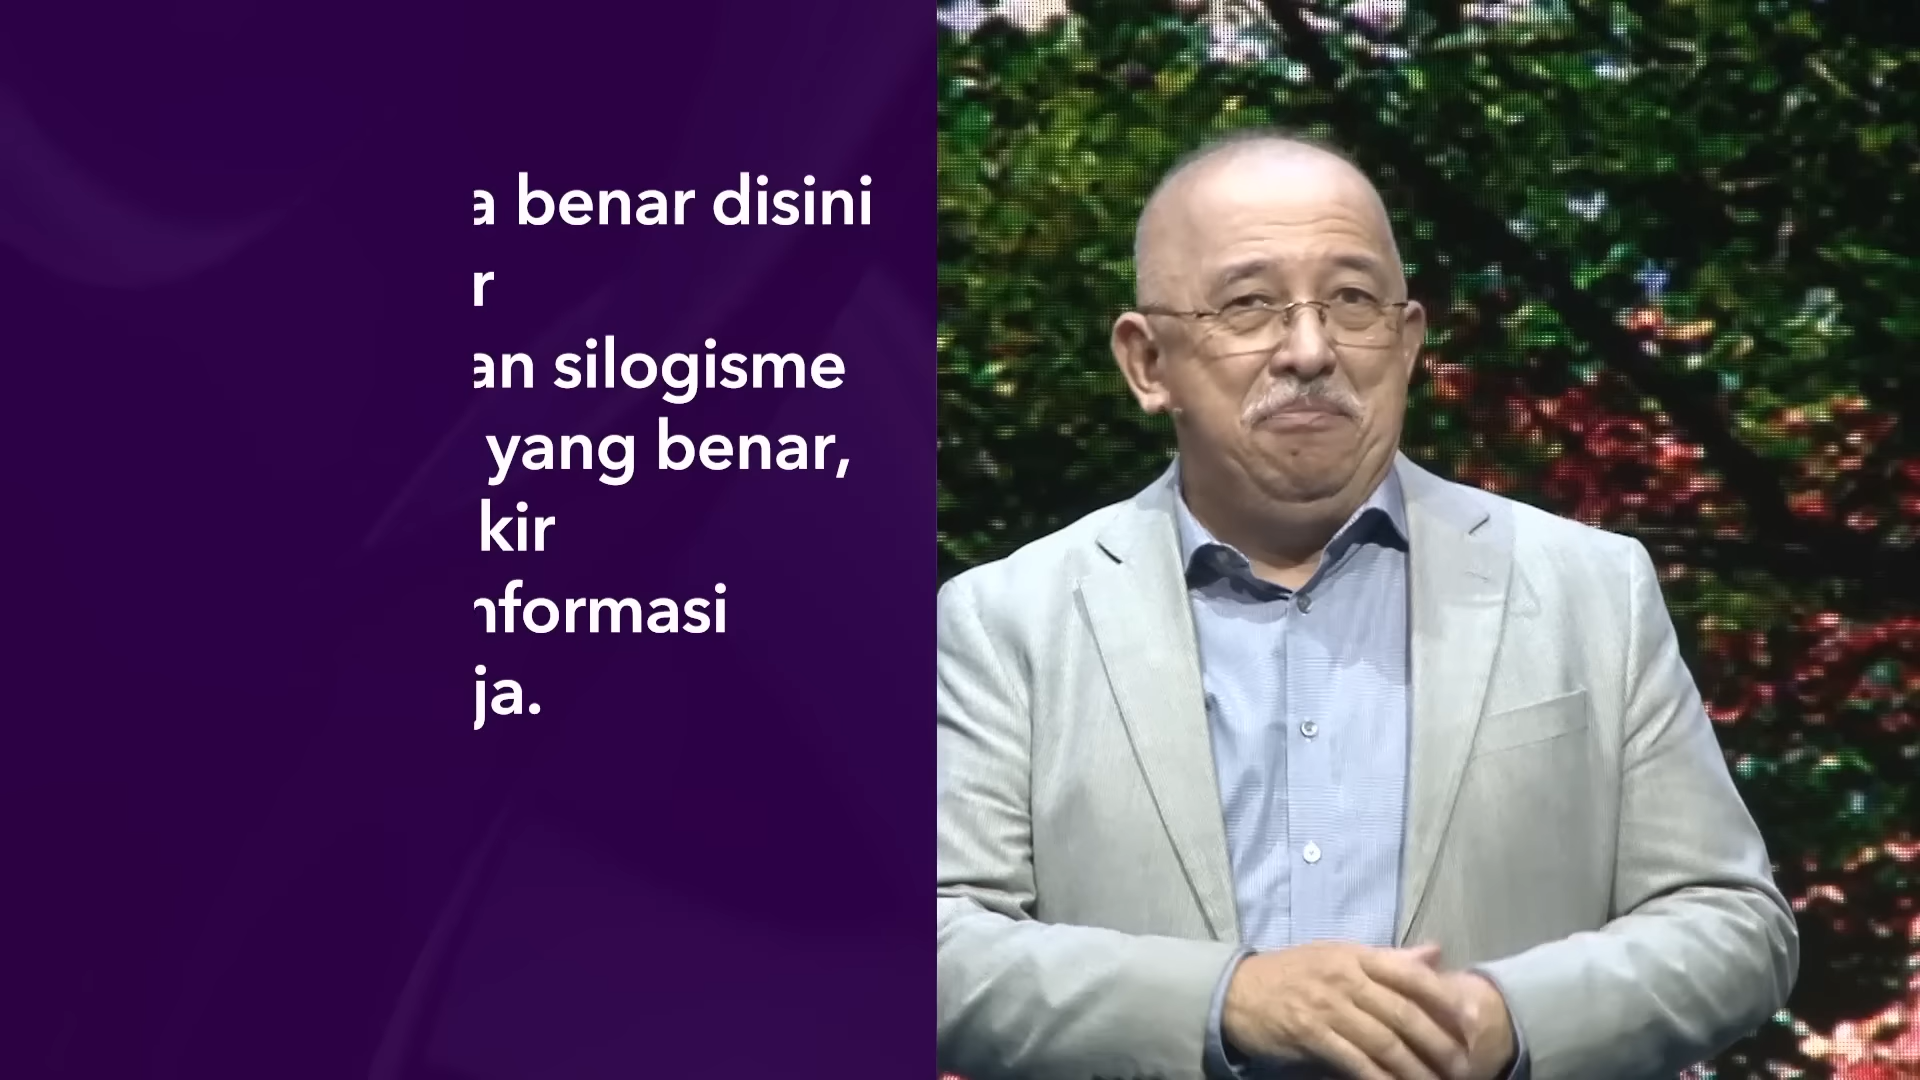 a benar disini
r
an silogisme
yang benar,
kir
nformasi
ja.